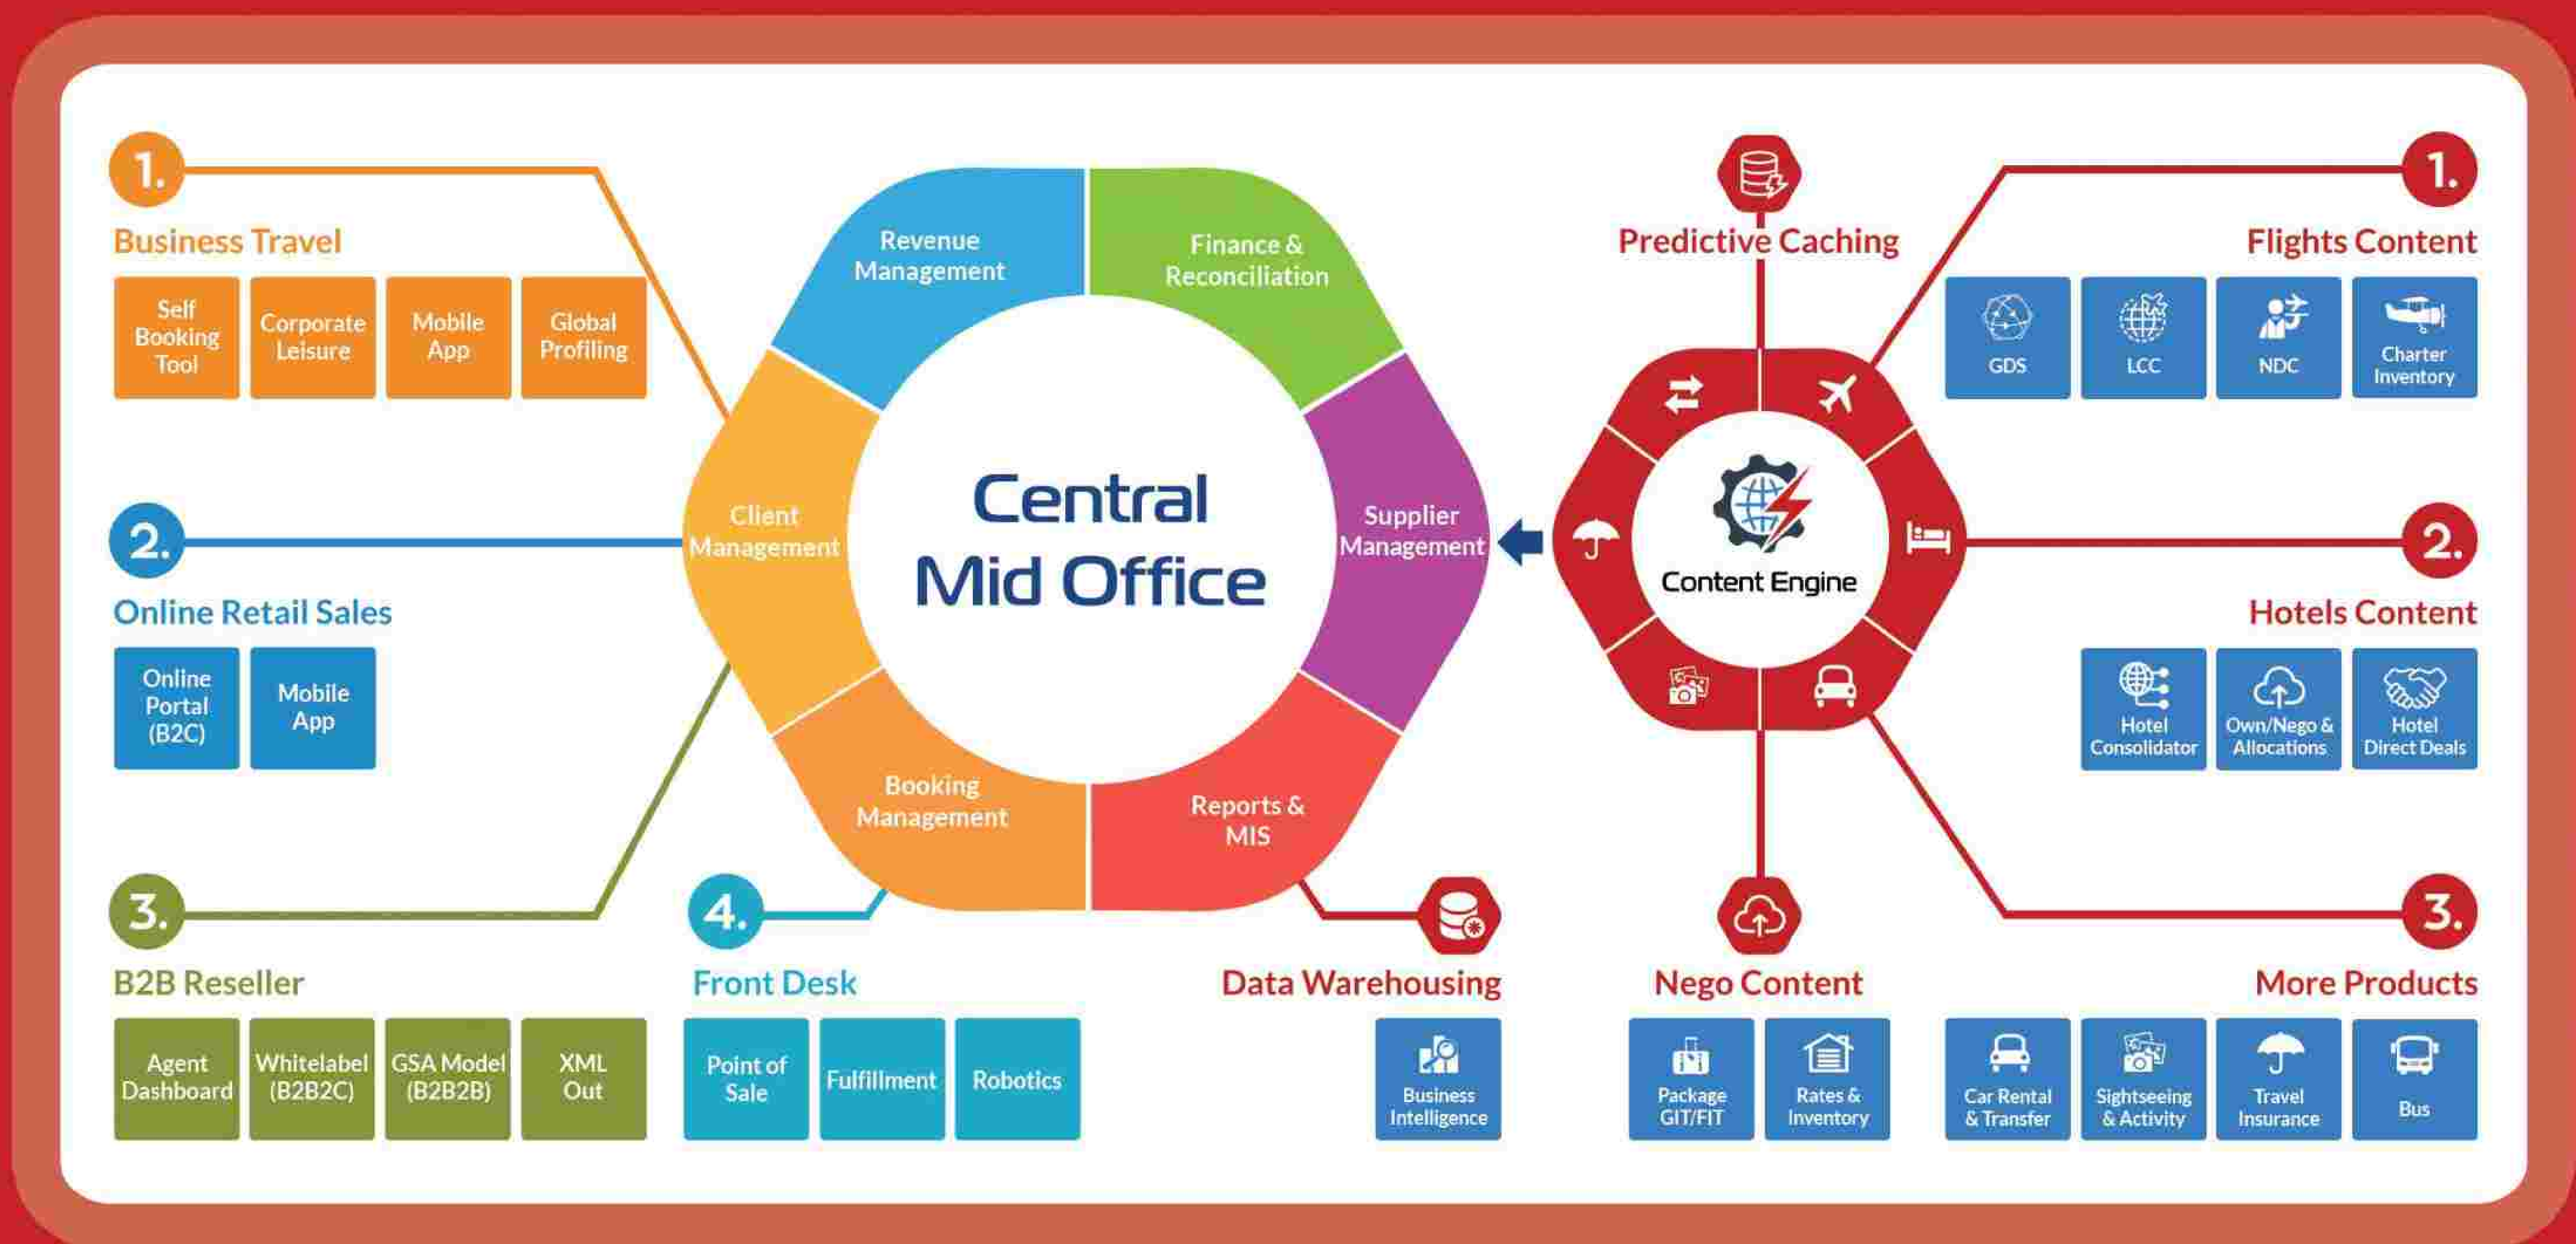 1.
Business Travel
Self
Booking
Tool
Corporate
Leisure
Mobile
App
Global
Profiling
2.
Online Retail Sales
Online
Portal
(B2C)
Mobile
App
3.
B2B Reseller
Agent
Dashboard
Whitelabel
(B2B2C)
GSA Model
(B2B2B)
XML
Out
4.
Front Desk
Point of
Sale
Fulfillment
Robotics
Revenue
Management
Finance &
Reconciliation
Client
Management
Central
Mid Office
Supplier
Management
Booking
Management
Reports &
MIS
Data Warehousing
Business
Intelligence
Predictive Caching
Content Engine
Nego Content
Package
GIT/FIT
Rates &
Inventory
1.
Flights Content
GDS
LCC
NDC
Charter
Inventory
2.
Hotels Content
Hotel
Consolidator
Own/Nego &
Allocations
Hotel
Direct Deals
3.
More Products
Car Rental
& Transfer
Sightseeing
& Activity
Travel
Insurance
Bus